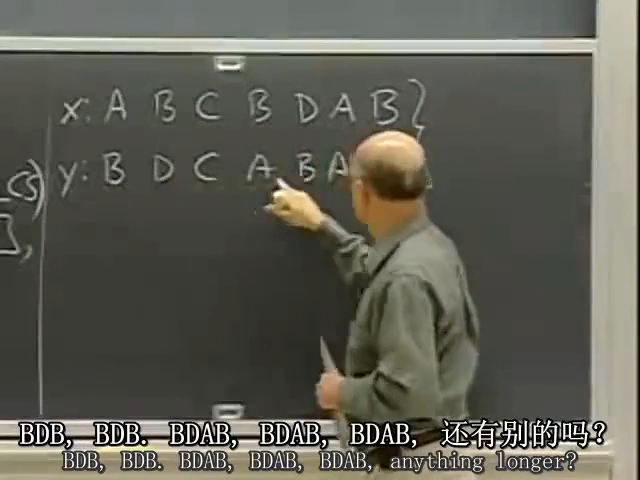 x: A B C B D A B }
y: B D C A B A
BDB, BDB. BDAB, BDAB, BDAB, 还有别的吗?
BDB, BDB. BDAB, BDAB, BDAB, anything longer?